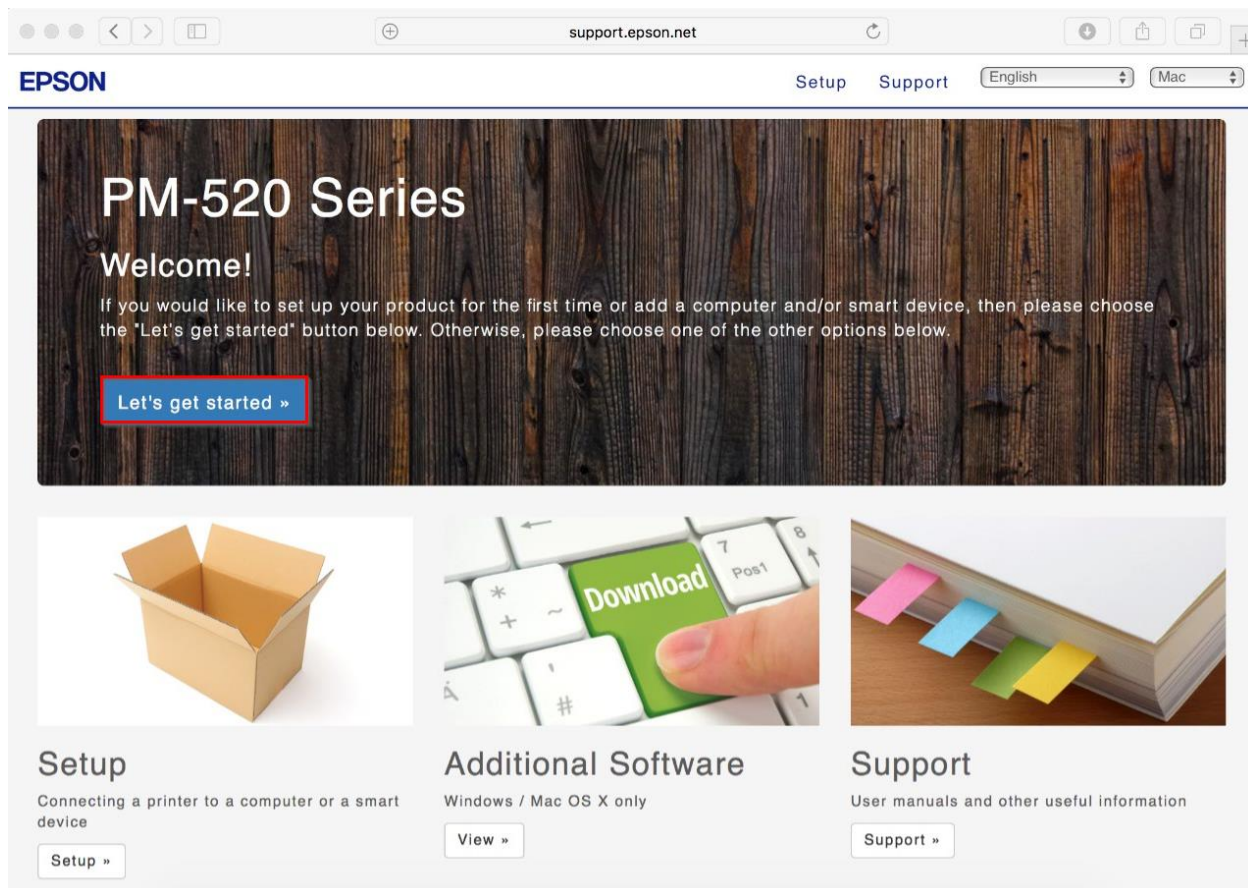 support.epson.net
EPSON
Setup Support English Mac
PM-520 Series
Welcome!
If you would like to set up your product for the first time or add a computer and/or smart device, then please choose
the "Let's get started" button below. Otherwise, please choose one of the other options below.
Let's get started »
Download
7
Pos1
8
*
+
~
'
#
Á
1
Setup
Connecting a printer to a computer or a smart
device
Setup »
Additional Software
Windows / Mac OS X only
View »
Support
User manuals and other useful information
Support »